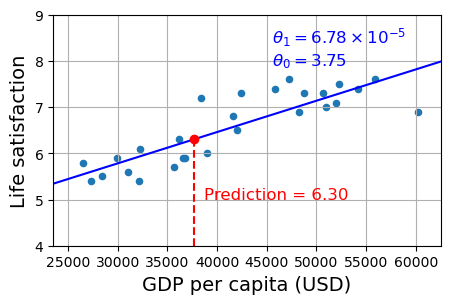 9
8
7
6
5
4
Life satisfaction
θ₁ = 6.78 × 10⁻⁵
θ₀ = 3.75
Prediction = 6.30
25000 30000 35000 40000 45000 50000 55000 60000
GDP per capita (USD)